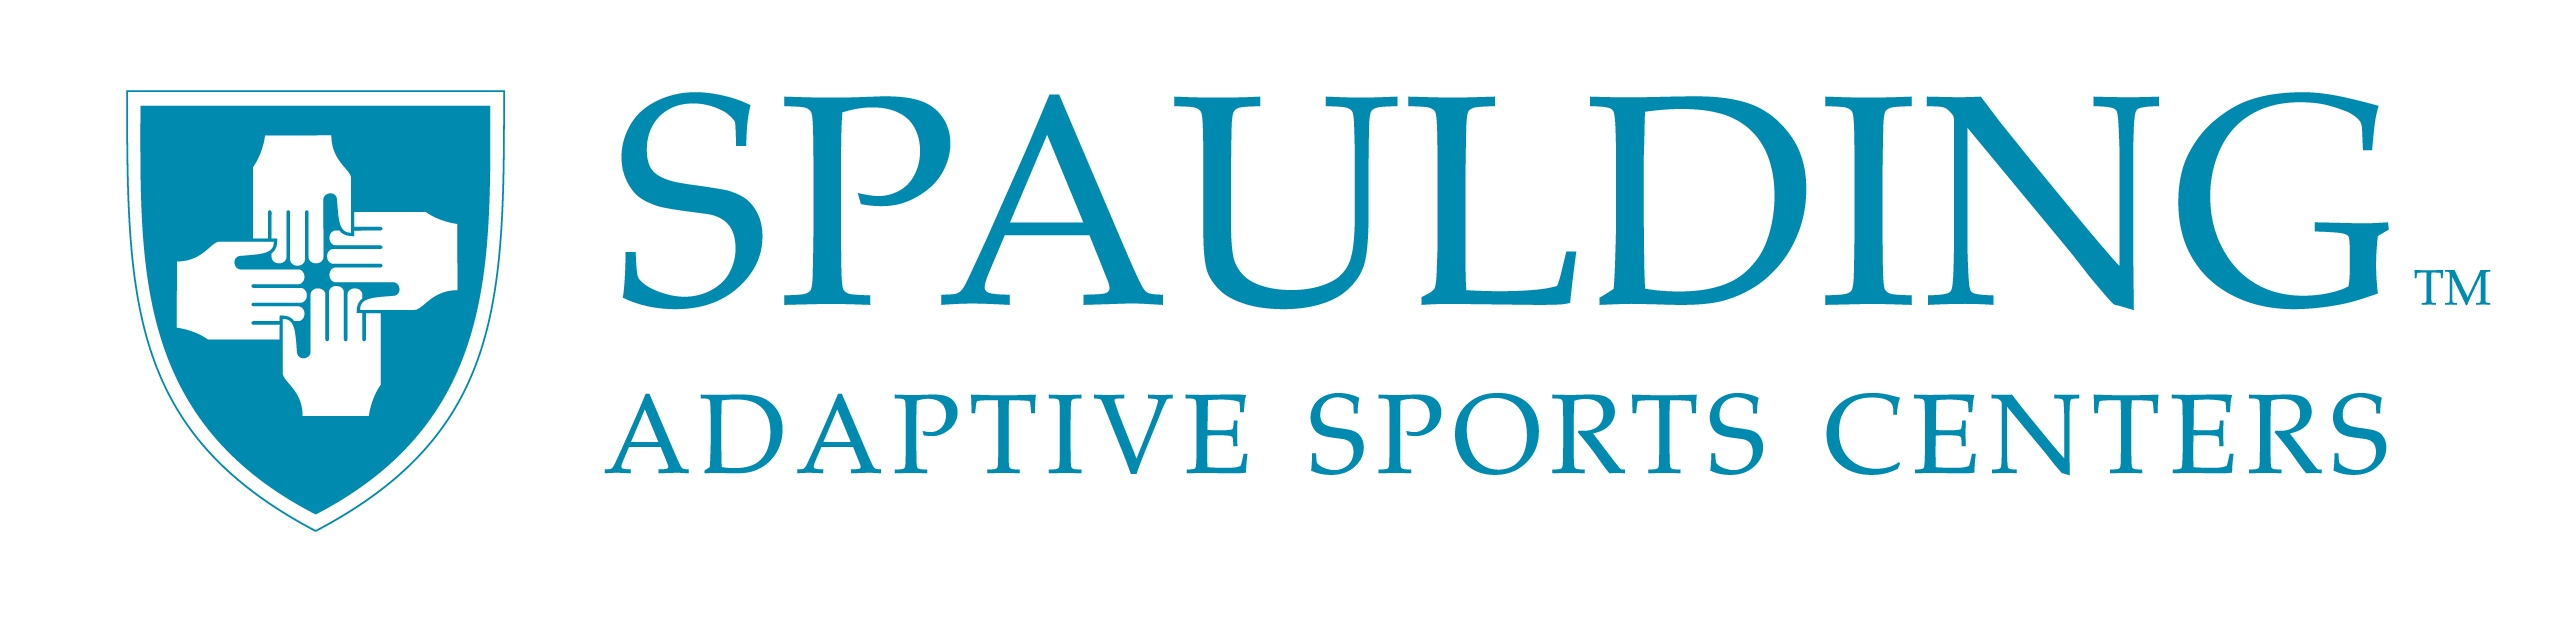 SPAULDING™
ADAPTIVE SPORTS CENTERS